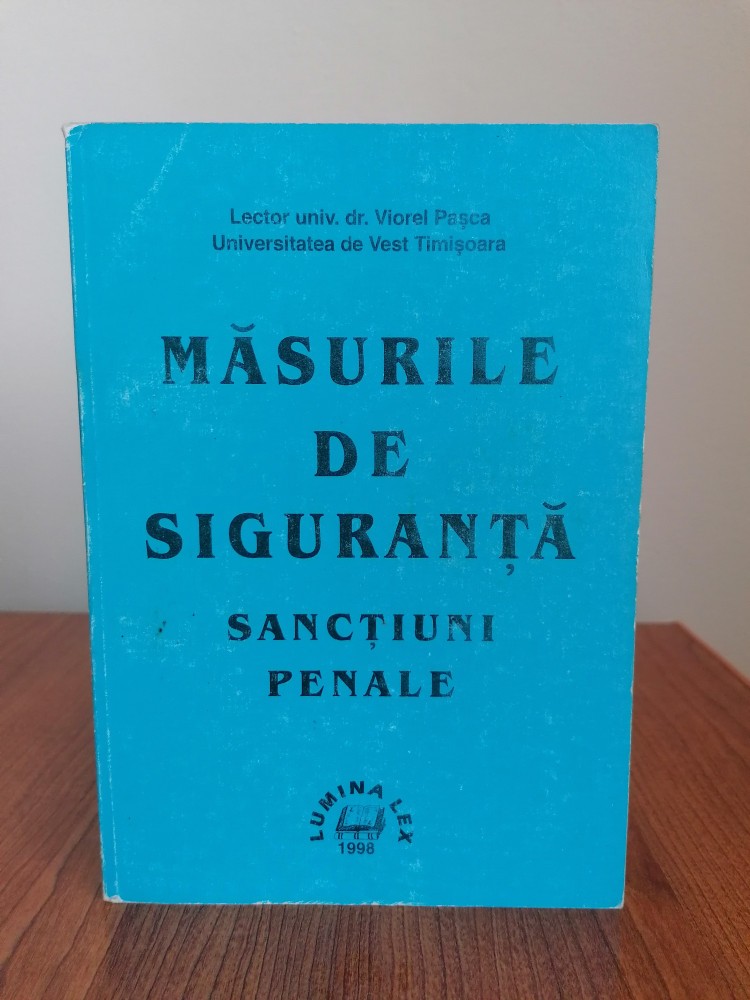 Lector univ. dr. Viorel Pașca
Universitatea de Vest Timișoara
MĂSURILE
DE
SIGURANȚĂ
SANCȚIUNI
PENALE
LUMINA LEX
1998